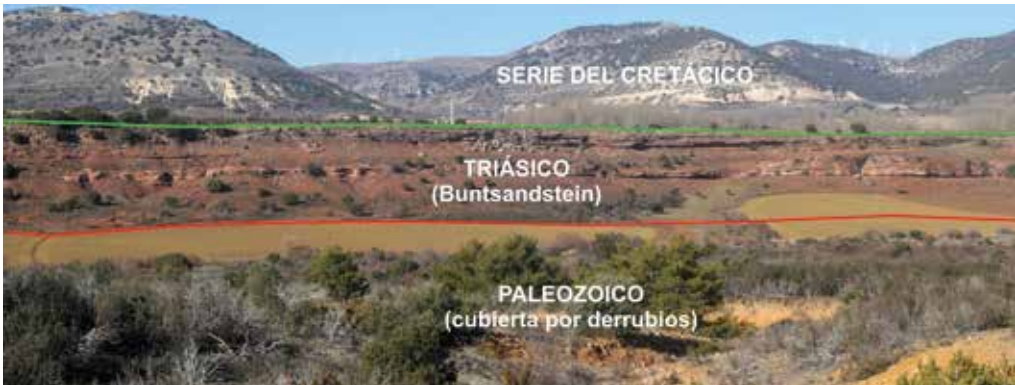 SERIE DEL CRETÁCICO
TRIÁSICO
(Buntsandstein)
PALEOZOICO
(cubierta por derrubios)